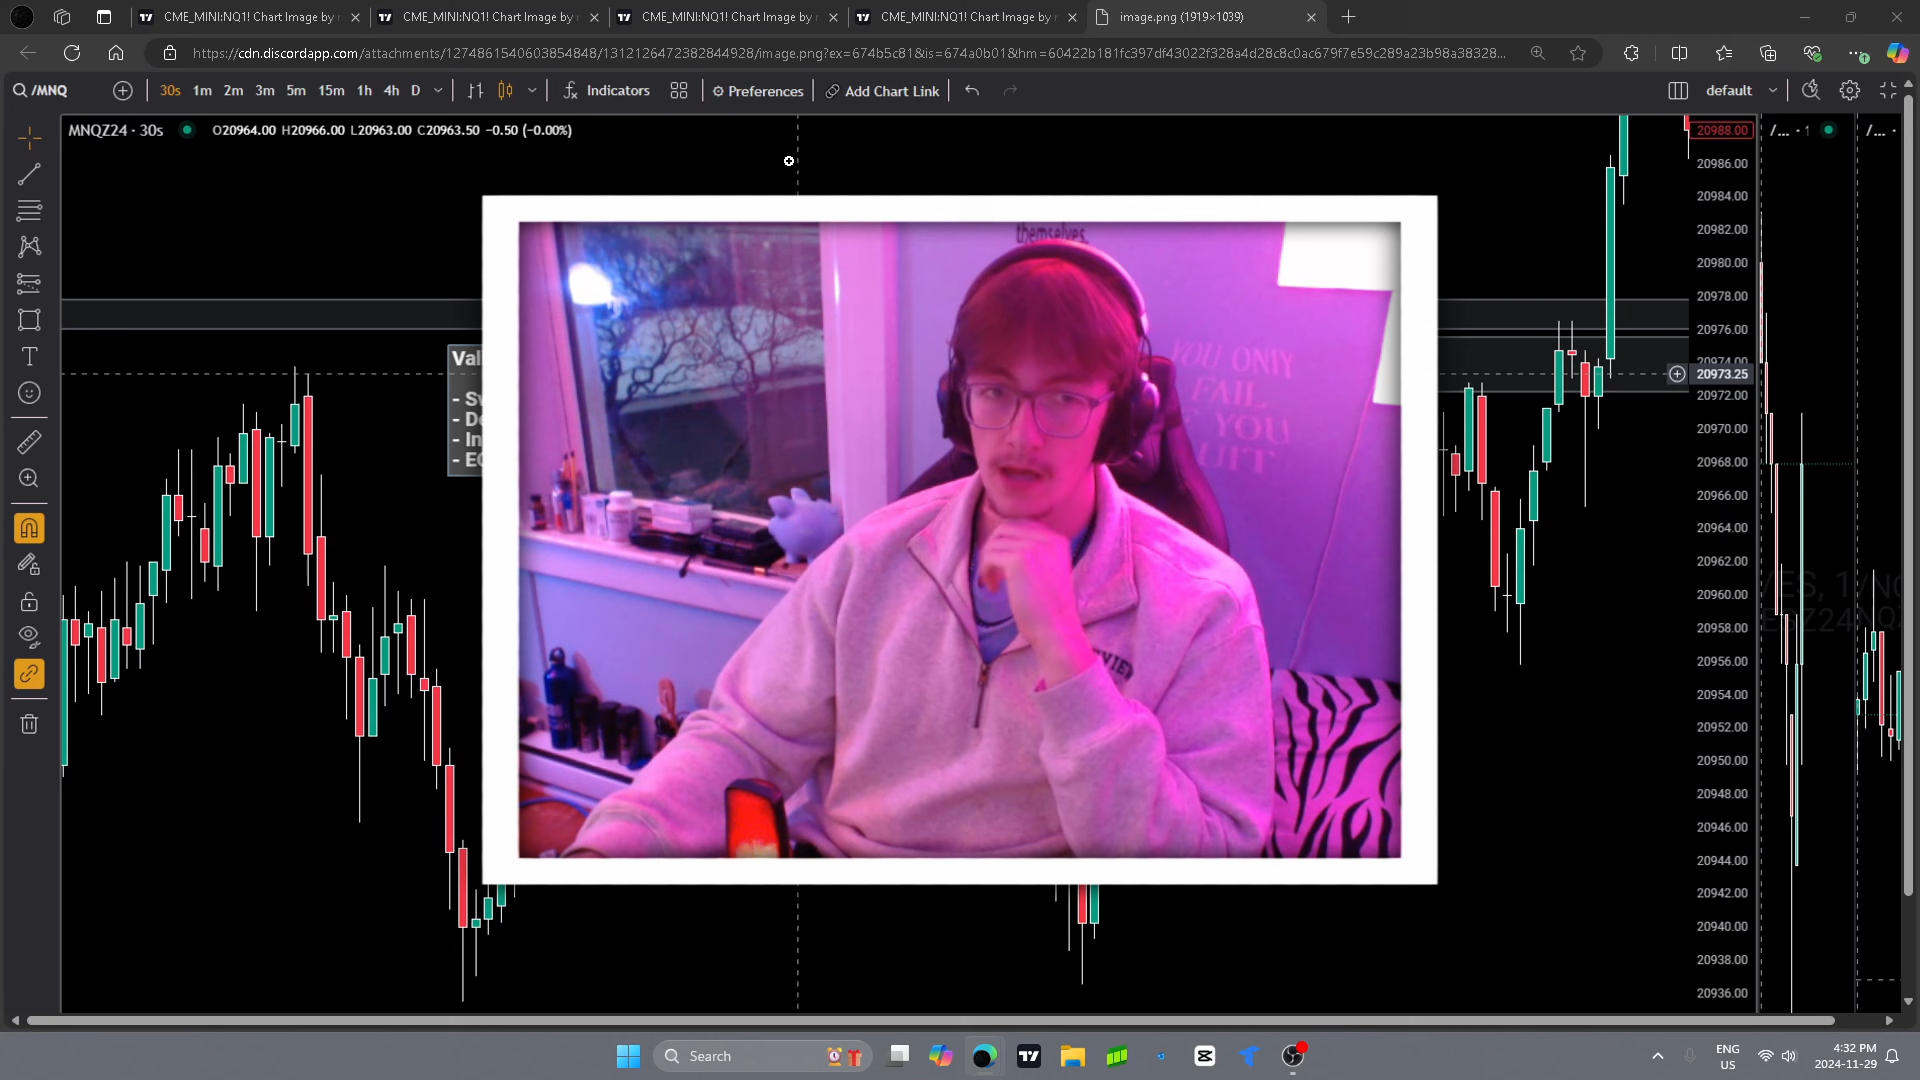 CME_MINI:NQ1! Chart Image by
CME_MINI:NQ1! Chart Image by
CME_MINI:NQ1! Chart Image by
CME_MINI:NQ1! Chart Image by
image.png (1919×1039)
https://cdn.discordapp.com/attachments/1274861540603854848/1312126472382844928/image.png?ex=674b5c81&is=674a0b01&hm=60422b181fc397df43022f328a4d28c8c0ac679f7e59c289a23b98a38328...
/MNQ
30s 1m 2m 3m 5m 15m 1h 4h D
Indicators
Preferences
Add Chart Link
default
MNQZ24 · 30s
O20964.00 H20966.00 L20963.00 C20963.50 −0.50 (−0.00%)
/... · 1
/... ·
20988.00
20986.00
20984.00
20982.00
20980.00
20978.00
20976.00
20974.00
20973.25
20972.00
20970.00
20968.00
20966.00
20964.00
20962.00
20960.00
20958.00
20956.00
20954.00
20952.00
20950.00
20948.00
20946.00
20944.00
20942.00
20940.00
20938.00
20936.00
themselves.
YOU ONLY
FAIL
YOU
UIT
Search
ENG
US
4:32 PM
2024-11-29